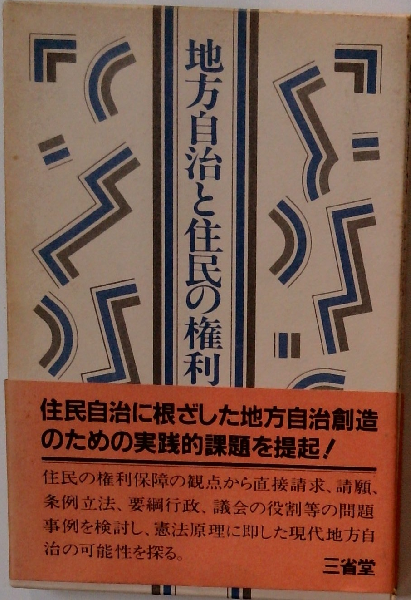 地方自治と住民の権利
住民自治に根ざした地方自治創造
のための実践的課題を提起!
住民の権利保障の観点から直接請求、請願、
条例立法、要綱行政、議会の役割等の問題
事例を検討し、憲法原理に即した現代地方自
治の可能性を探る。
三省堂